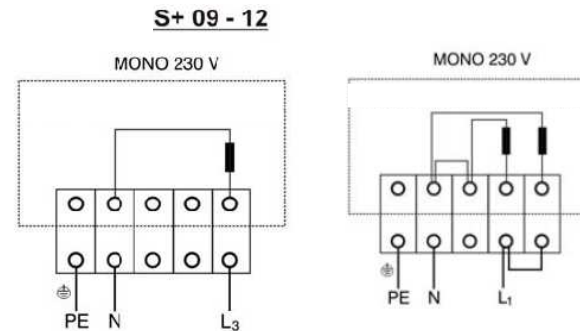 S+ 09 - 12
MONO 230 V
MONO 230 V
PE N L₃
PE N L₁